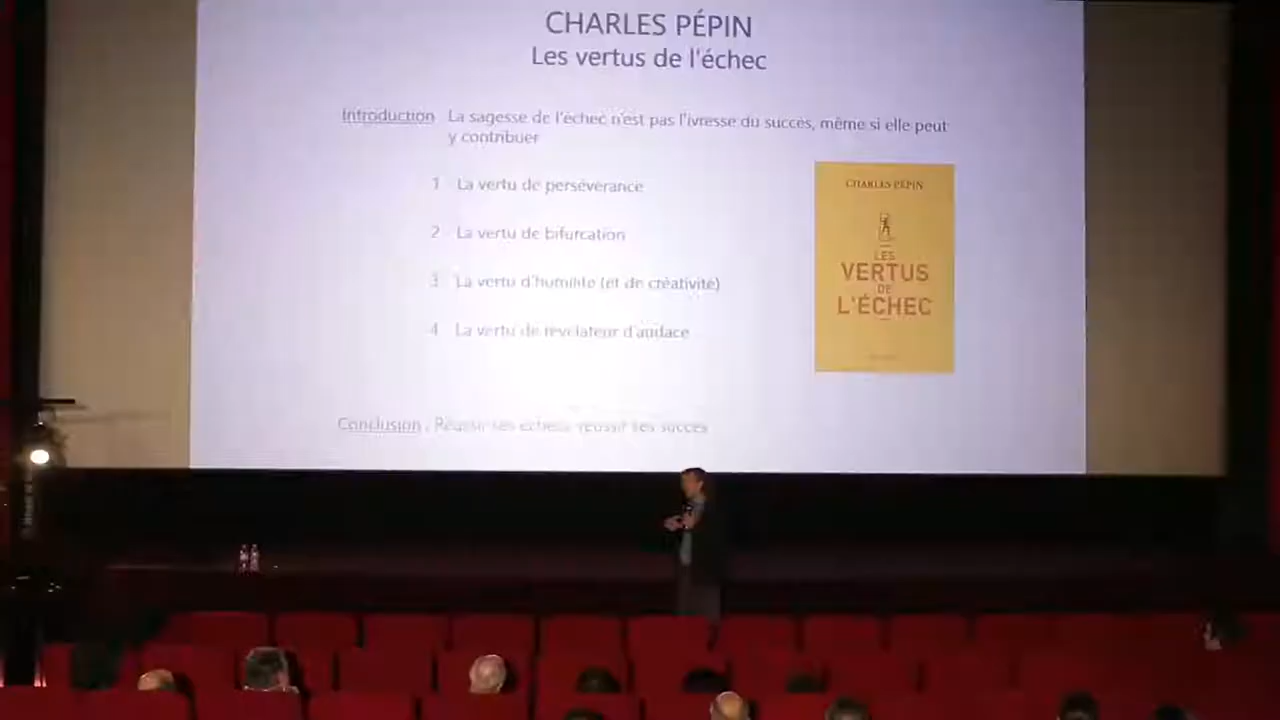 CHARLES PÉPIN
Les vertus de l'échec
Introduction La sagesse de l'échec n'est pas l'ivresse du succès, même si elle peut
y contribuer
1 La vertu de persévérance
2 La vertu de bifurcation
3 La vertu d'humilité (et de créativité)
4 La vertu de révélateur d'audace
Conclusion : Réussir ses échecs, réussir ses succès
CHARLES PÉPIN
LES
VERTUS
DE
L'ÉCHEC